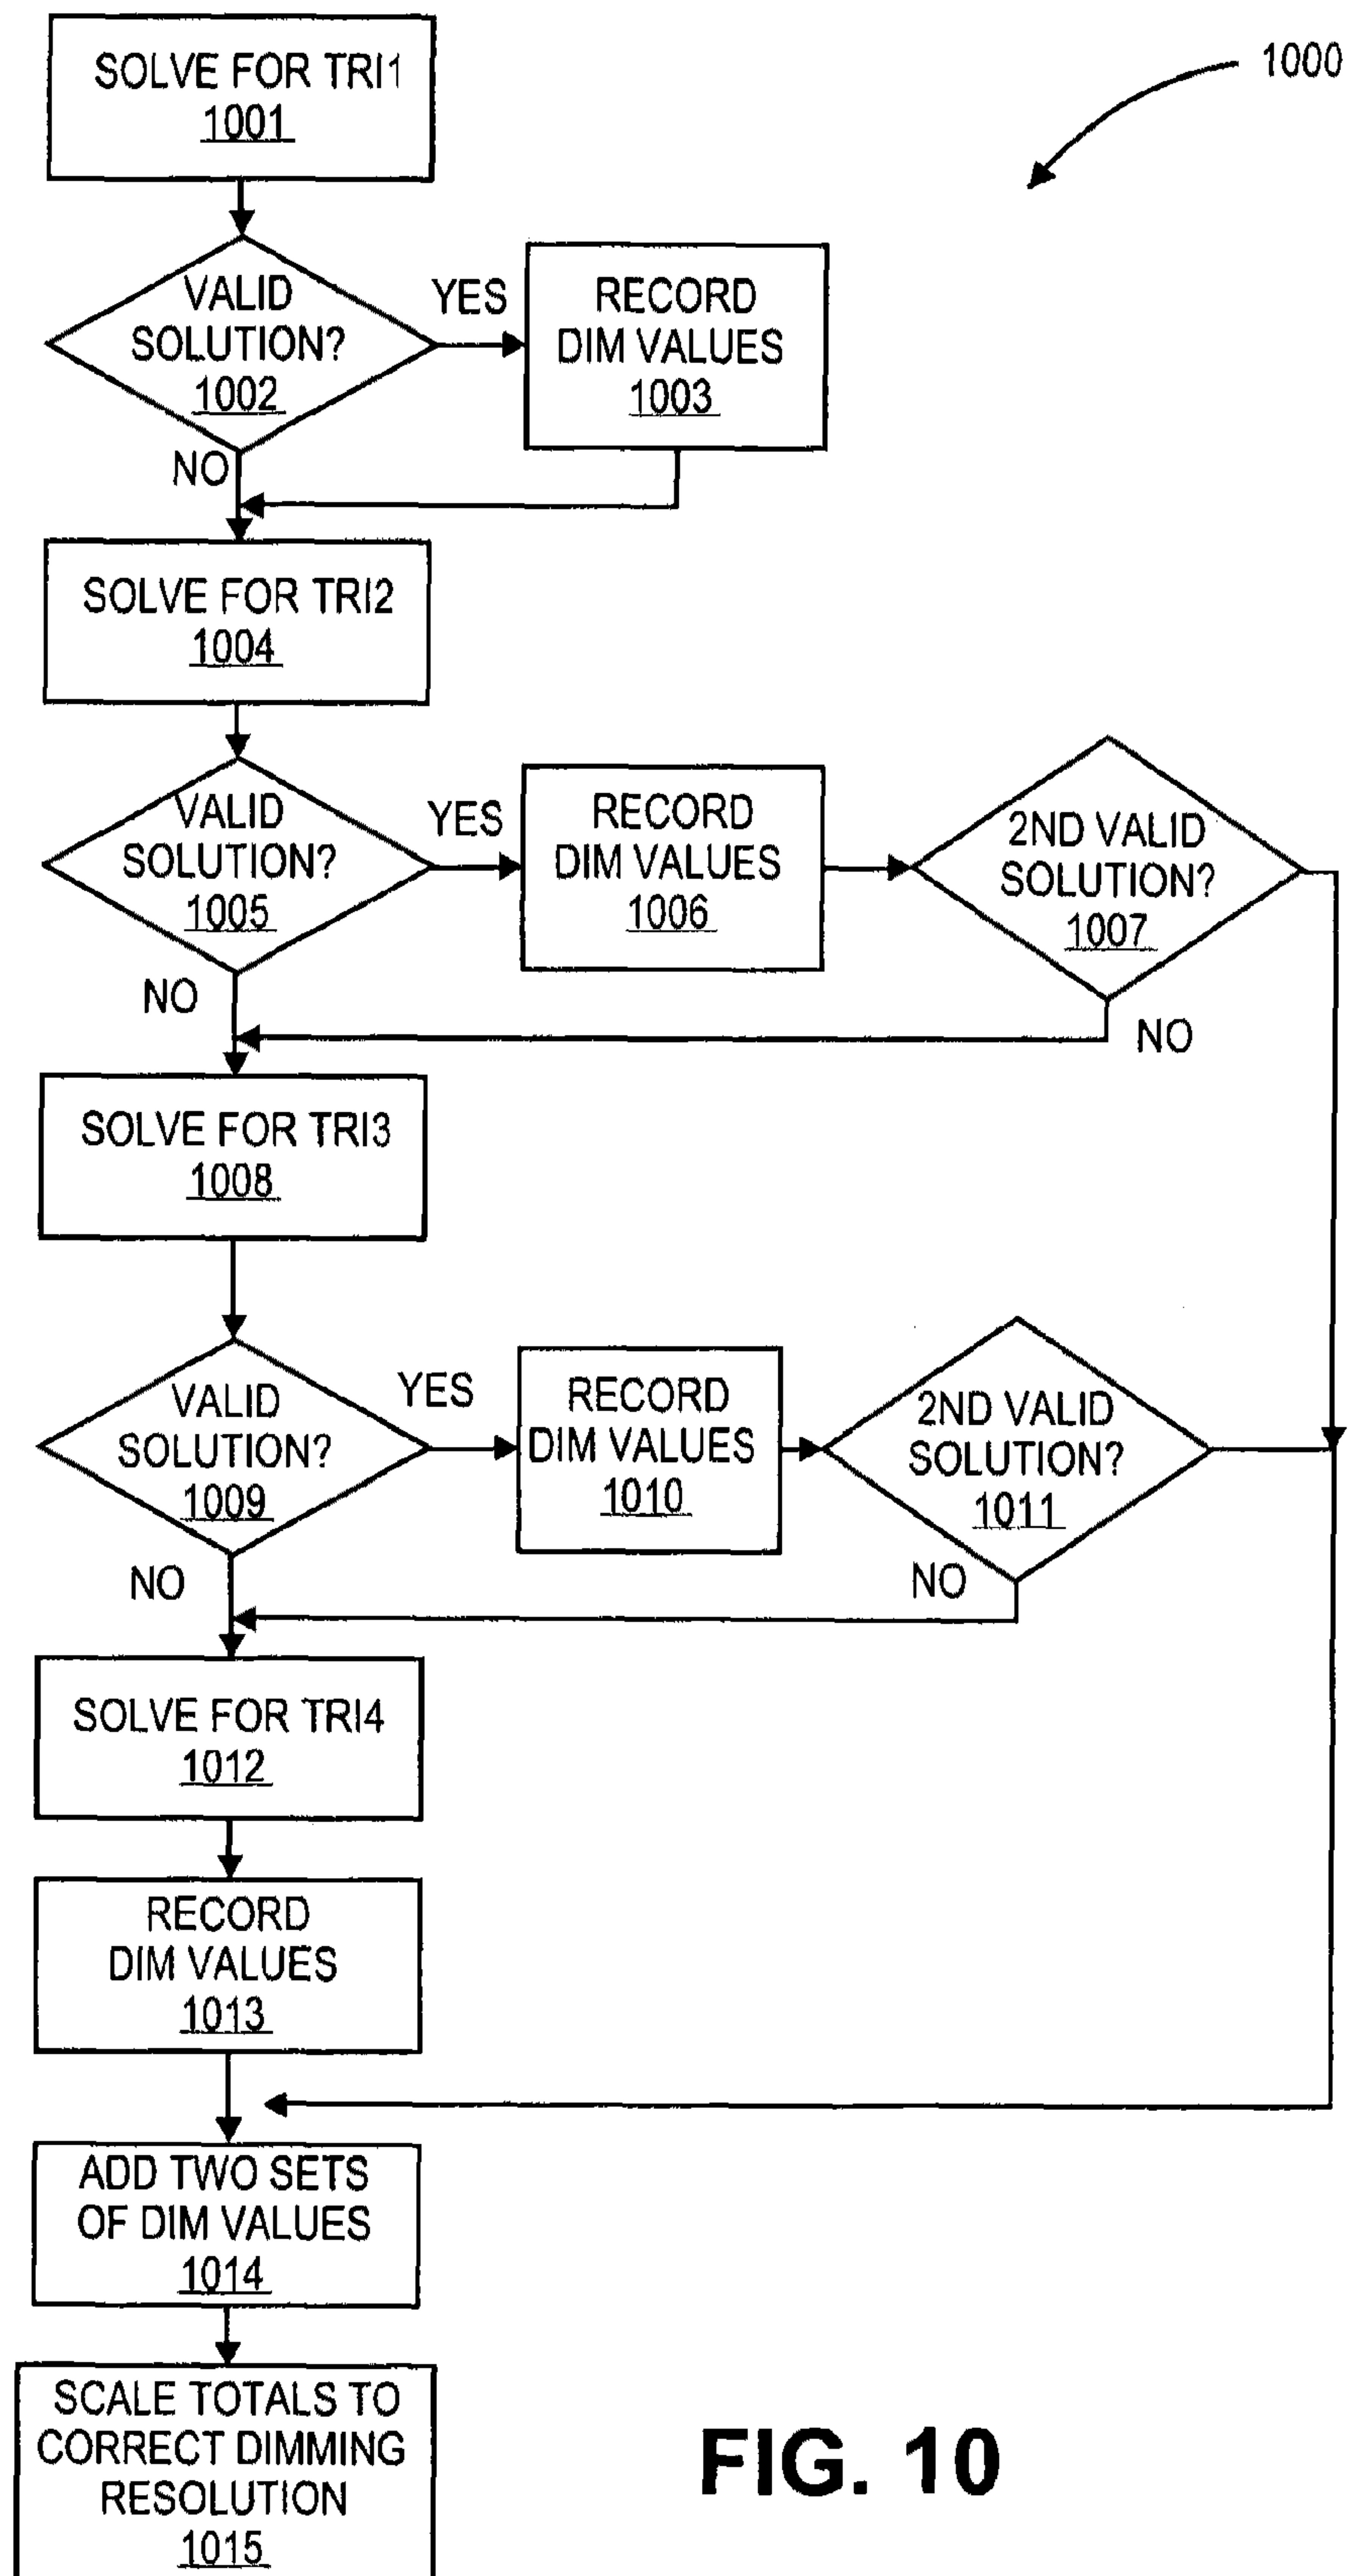 SOLVE FOR TRI1
1001
1000
VALID
SOLUTION?
1002
YES
RECORD
DIM VALUES
1003
NO
SOLVE FOR TRI2
1004
VALID
SOLUTION?
1005
YES
RECORD
DIM VALUES
1006
2ND VALID
SOLUTION?
1007
NO
NO
SOLVE FOR TRI3
1008
VALID
SOLUTION?
1009
YES
RECORD
DIM VALUES
1010
2ND VALID
SOLUTION?
1011
NO
NO
SOLVE FOR TRI4
1012
RECORD
DIM VALUES
1013
ADD TWO SETS
OF DIM VALUES
1014
SCALE TOTALS TO
CORRECT DIMMING
RESOLUTION
1015
FIG. 10